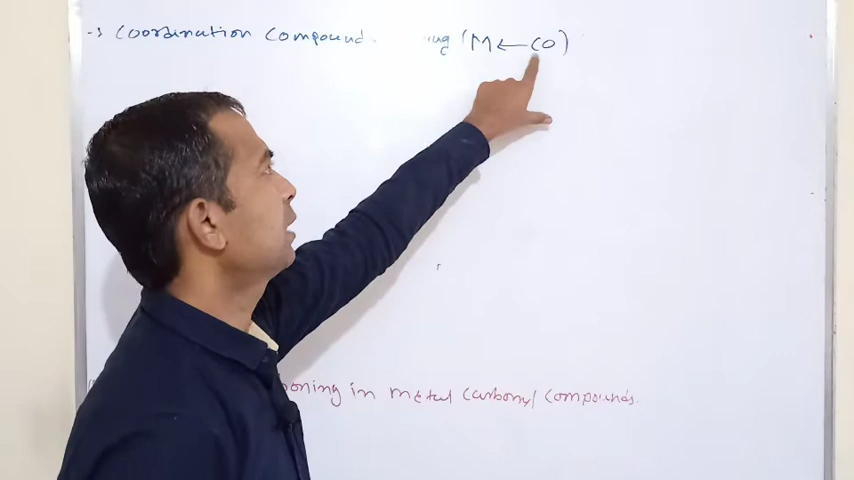 -> Coordination compound (M ← CO)
in metal carbonyl compounds.